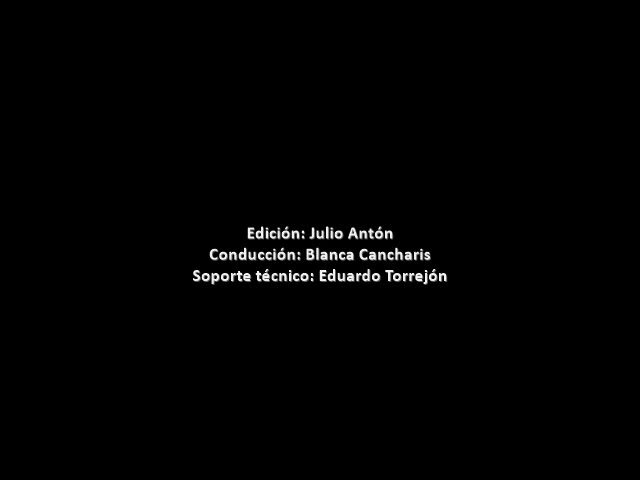 Edición: Julio Antón
Conducción: Blanca Cancharis
Soporte técnico: Eduardo Torrejón